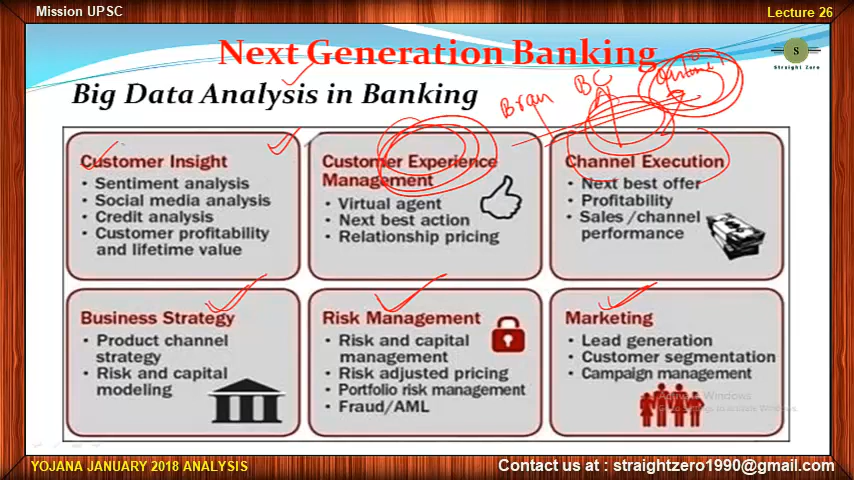 Mission UPSC
Lecture 26
Next Generation Banking
S
Straight Zero
Big Data Analysis in Banking
Bran
BC
Customer Insight
• Sentiment analysis
• Social media analysis
• Credit analysis
• Customer profitability
and lifetime value
Customer Experience
Management
• Virtual agent
• Next best action
• Relationship pricing
Channel Execution
• Next best offer
• Profitability
• Sales /channel
performance
Business Strategy
• Product channel
strategy
• Risk and capital
modeling
Risk Management
• Risk and capital
management
• Risk adjusted pricing
• Portfolio risk management
• Fraud/AML
Marketing
• Lead generation
• Customer segmentation
• Campaign management
YOJANA JANUARY 2018 ANALYSIS
Contact us at : straightzero1990@gmail.com